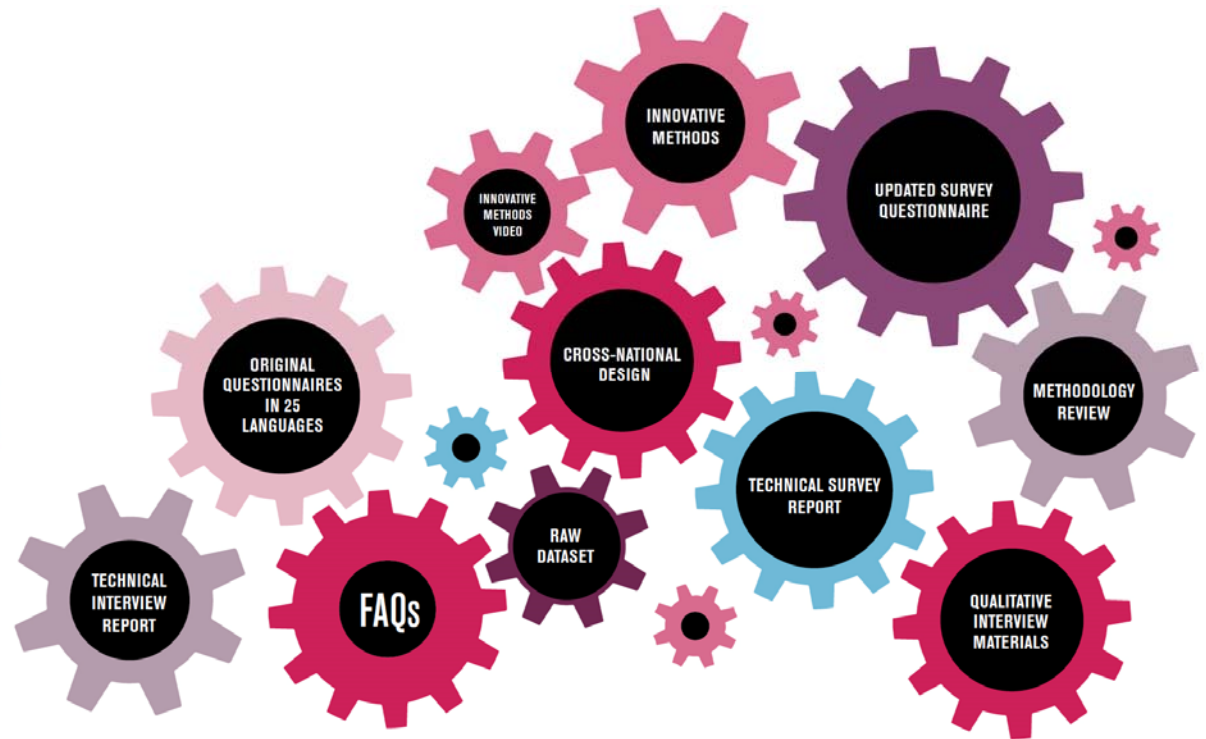 INNOVATIVE
METHODS
INNOVATIVE
METHODS
VIDEO
UPDATED SURVEY
QUESTIONNAIRE
ORIGINAL
QUESTIONNAIRES
IN 25
LANGUAGES
CROSS-NATIONAL
DESIGN
METHODOLOGY
REVIEW
TECHNICAL SURVEY
REPORT
RAW
DATASET
TECHNICAL
INTERVIEW
REPORT
FAQs
QUALITATIVE
INTERVIEW
MATERIALS